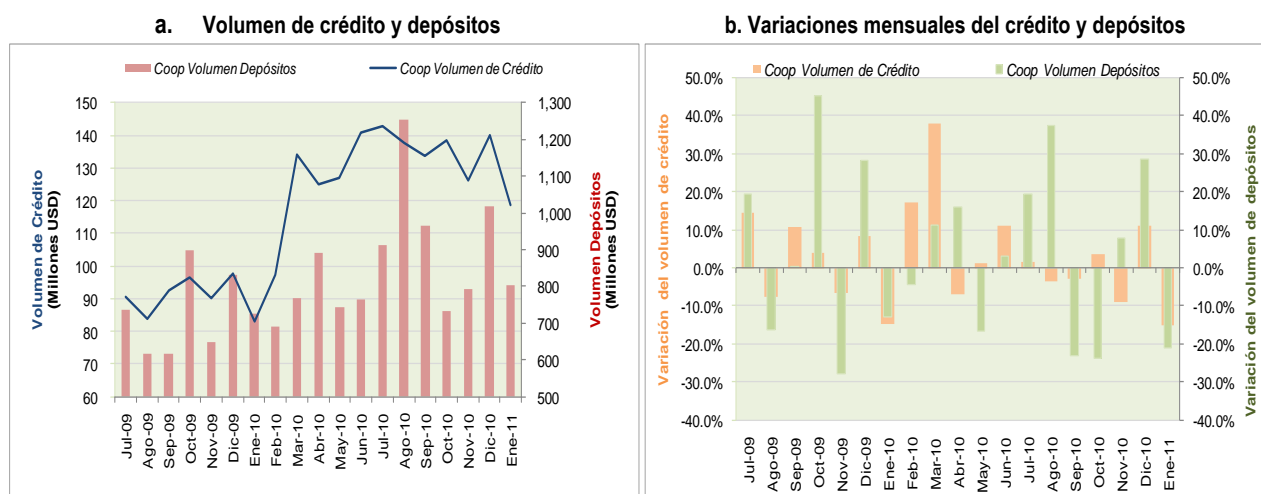 a. Volumen de crédito y depósitos
Coop Volumen Depósitos
Coop Volumen de Crédito
Volumen de Crédito
(Millones USD)
150
140
130
120
110
100
90
80
70
60
1,300
1,200
1,100
1,000
900
800
700
600
500
Volumen Depósitos
(Millones USD)
Jul-09
Ago-09
Sep-09
Oct-09
Nov-09
Dic-09
Ene-10
Feb-10
Mar-10
Abr-10
May-10
Jun-10
Jul-10
Ago-10
Sep-10
Oct-10
Nov-10
Dic-10
Ene-11
b. Variaciones mensuales del crédito y depósitos
Coop Volumen de Crédito
Coop Volumen Depósitos
Variación del volumen de crédito
50.0%
40.0%
30.0%
20.0%
10.0%
0.0%
-10.0%
-20.0%
-30.0%
-40.0%
50.0%
40.0%
30.0%
20.0%
10.0%
0.0%
-10.0%
-20.0%
-30.0%
-40.0%
Variación del volumen de depósitos
Jul-09
Ago-09
Sep-09
Oct-09
Nov-09
Dic-09
Ene-10
Feb-10
Mar-10
Abr-10
May-10
Jun-10
Jul-10
Ago-10
Sep-10
Oct-10
Nov-10
Dic-10
Ene-11